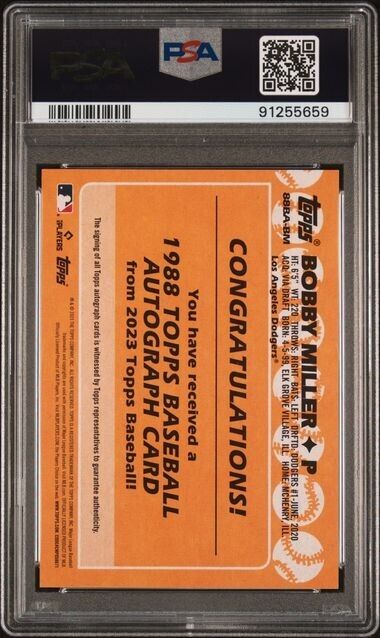 PSA
91255659
Topps®
88BA-BM
BOBBY MILLER P
HT: 6'5" WT: 220 THROWS: RIGHT BATS: LEFT DRFTD: DODGERS #1-JUNE, 2020
ACQ: VIA DRAFT BORN: 4-5-99, ELK GROVE VILLAGE, ILL. HOME: MCHENRY, ILL.
Los Angeles Dodgers®
CONGRATULATIONS!
You have received a
1988 TOPPS BASEBALL
AUTOGRAPH CARD
from 2023 Topps Baseball!
The signing of all Topps autograph cards is witnessed by Topps representatives to guarantee authenticity.
PLAYERS
Topps